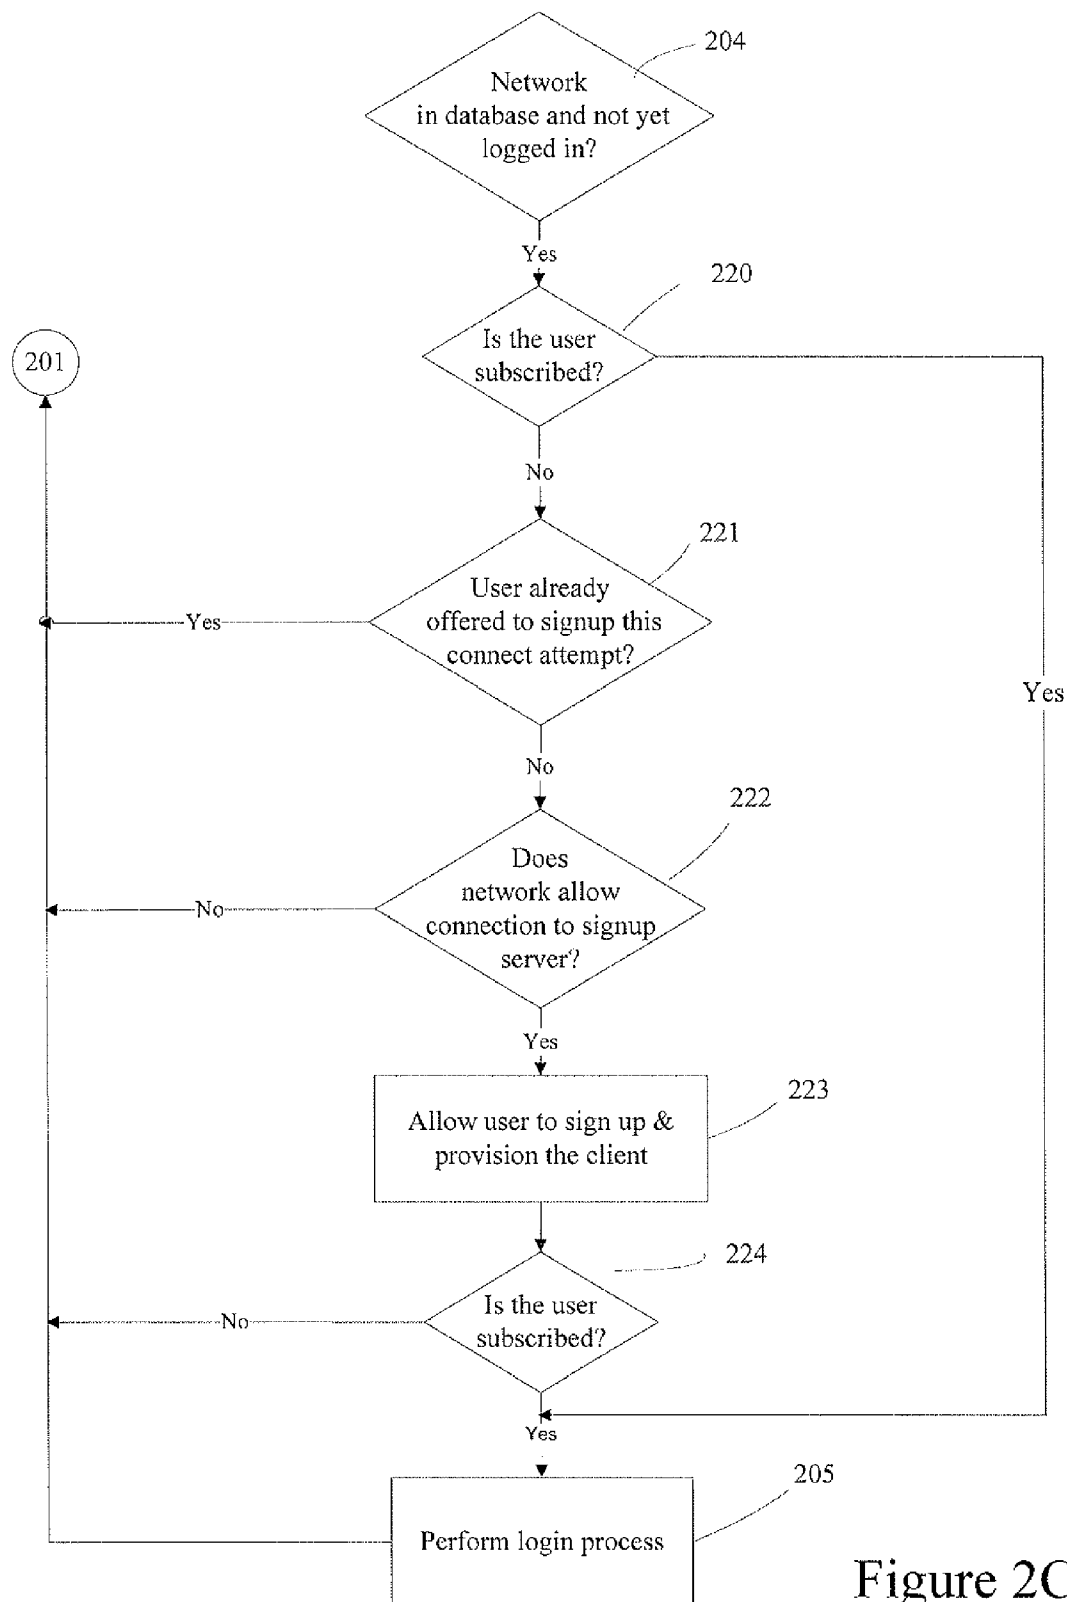 204
Network
in database and not yet
logged in?
Yes
220
Is the user
subscribed?
201
No
221
User already
offered to signup this
connect attempt?
Yes
Yes
No
222
Does
network allow
connection to signup
server?
No
Yes
223
Allow user to sign up &
provision the client
224
Is the user
subscribed?
No
Yes
205
Perform login process
Figure 2C